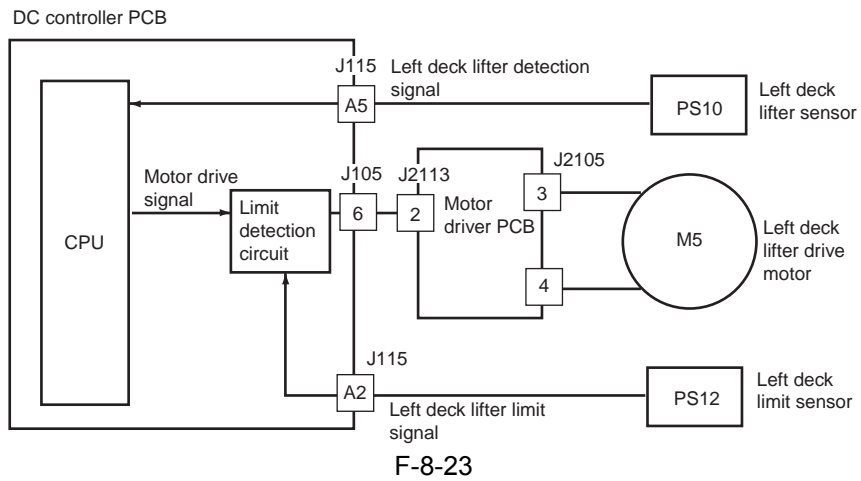 DC controller PCB
J115
Left deck lifter detection
signal
A5
PS10
Left deck
lifter sensor
Motor drive
signal
J105
J2113
J2105
CPU
Limit
detection
circuit
6
2
Motor
driver PCB
3
4
M5
Left deck
lifter drive
motor
J115
A2
Left deck lifter limit
signal
PS12
Left deck
limit sensor
F-8-23